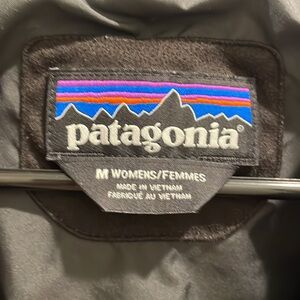 patagonia®
M WOMENS/FEMMES
MADE IN VIETNAM
FABRIQUÉ AU VIETNAM